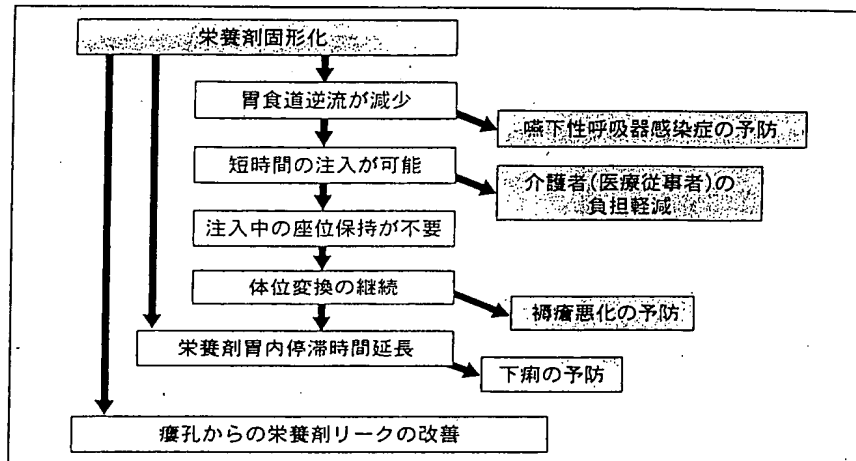 栄養剤固形化
胃食道逆流が減少
嚥下性呼吸器感染症の予防
短時間の注入が可能
介護者(医療従事者)の
負担軽減
注入中の座位保持が不要
体位変換の継続
褥瘡悪化の予防
栄養剤胃内停滞時間延長
下痢の予防
瘻孔からの栄養剤リークの改善